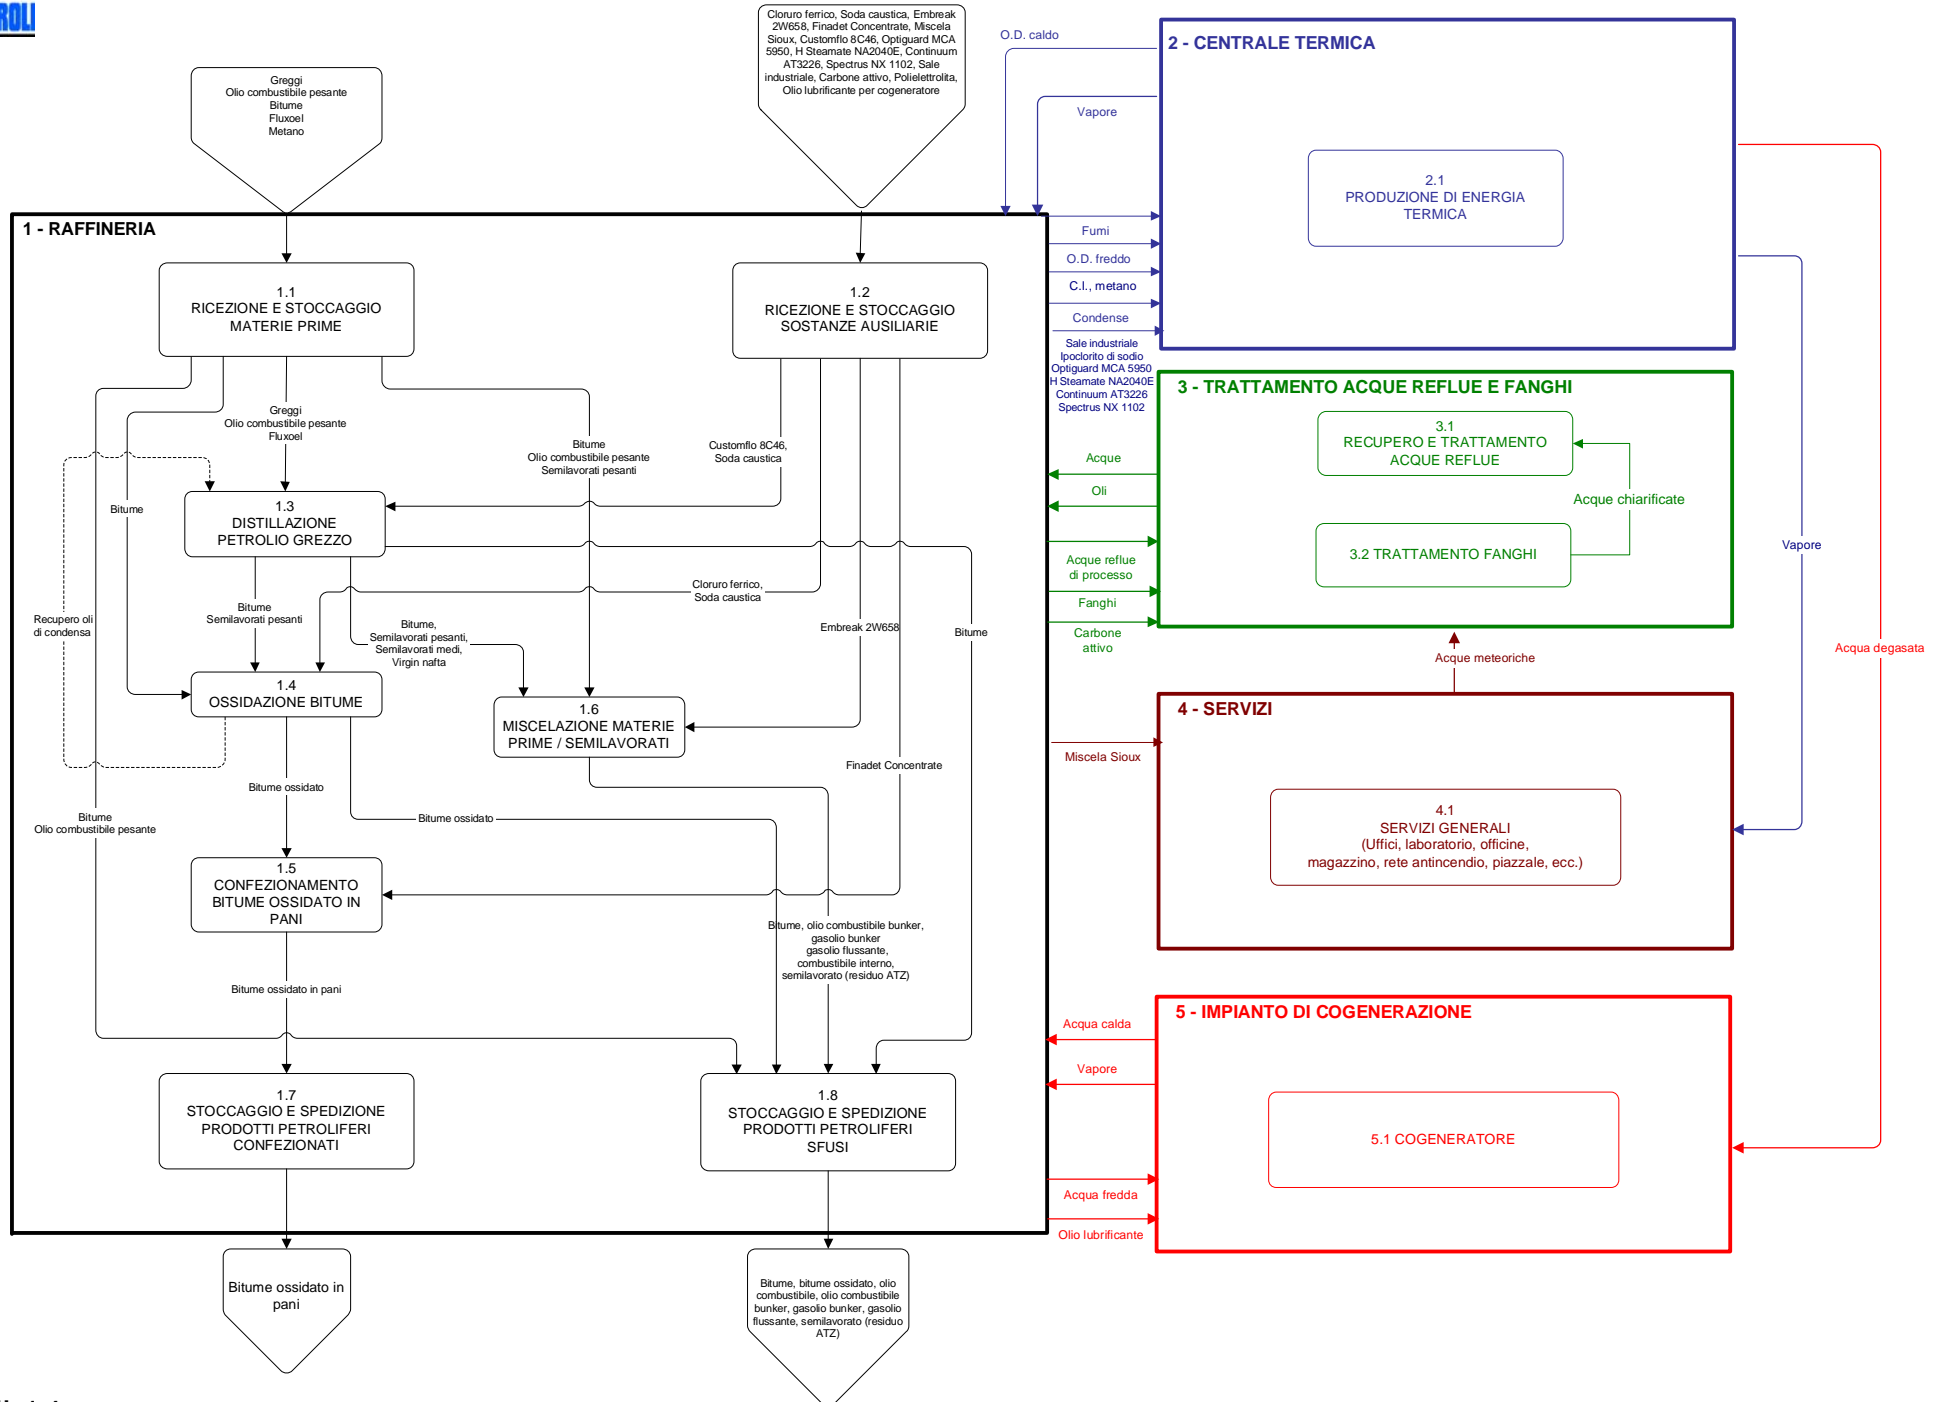 ROLI
Greggi
Olio combustibile pesante
Bitume
Fluxoel
Metano
Cloruro ferrico, Soda caustica, Embreak
2W658, Finadet Concentrate, Miscela
Sioux, Customflo 8C46, Optiguard MCA
5950, H Steamate NA2040E, Continuum
AT3226, Spectrus NX 1102, Sale
industriale, Carbone attivo, Polielettrolita,
Olio lubrificante per cogeneratore
1 - RAFFINERIA
1.1
RICEZIONE E STOCCAGGIO
MATERIE PRIME
1.2
RICEZIONE E STOCCAGGIO
SOSTANZE AUSILIARIE
Greggi
Olio combustibile pesante
Fluxoel
Bitume
Olio combustibile pesante
Semilavorati pesanti
Customflo 8C46,
Soda caustica
Bitume
1.3
DISTILLAZIONE
PETROLIO GREZZO
Cloruro ferrico,
Soda caustica
Bitume
Semilavorati pesanti
Recupero oli
di condensa
Bitume,
Semilavorati pesanti,
Semilavorati medi,
Virgin nafta
Embreak 2W658
Bitume
1.4
OSSIDAZIONE BITUME
1.6
MISCELAZIONE MATERIE
PRIME / SEMILAVORATI
Finadet Concentrate
Bitume ossidato
Bitume ossidato
Bitume
Olio combustibile pesante
1.5
CONFEZIONAMENTO
BITUME OSSIDATO IN
PANI
Bitume, olio combustibile bunker,
gasolio bunker
gasolio flussante,
combustibile interno,
semilavorato (residuo ATZ)
Bitume ossidato in pani
1.7
STOCCAGGIO E SPEDIZIONE
PRODOTTI PETROLIFERI
CONFEZIONATI
1.8
STOCCAGGIO E SPEDIZIONE
PRODOTTI PETROLIFERI
SFUSI
Bitume ossidato in
pani
Bitume, bitume ossidato, olio
combustibile, olio combustibile
bunker, gasolio bunker, gasolio
flussante, semilavorato (residuo
ATZ)
O.D. caldo
Vapore
Fumi
O.D. freddo
C.I., metano
Condense
Sale industriale
Ipoclorito di sodio
Optiguard MCA 5950
H Steamate NA2040E
Continuum AT3226
Spectrus NX 1102
2 - CENTRALE TERMICA
2.1
PRODUZIONE DI ENERGIA
TERMICA
Acque
Oli
Acque reflue
di processo
Fanghi
Carbone
attivo
3 - TRATTAMENTO ACQUE REFLUE E FANGHI
3.1
RECUPERO E TRATTAMENTO
ACQUE REFLUE
Acque chiarificate
3.2 TRATTAMENTO FANGHI
Vapore
Acqua degasata
Acque meteoriche
Miscela Sioux
4 - SERVIZI
4.1
SERVIZI GENERALI
(Uffici, laboratorio, officine,
magazzino, rete antincendio, piazzale, ecc.)
Acqua calda
Vapore
Acqua fredda
Olio lubrificante
5 - IMPIANTO DI COGENERAZIONE
5.1 COGENERATORE